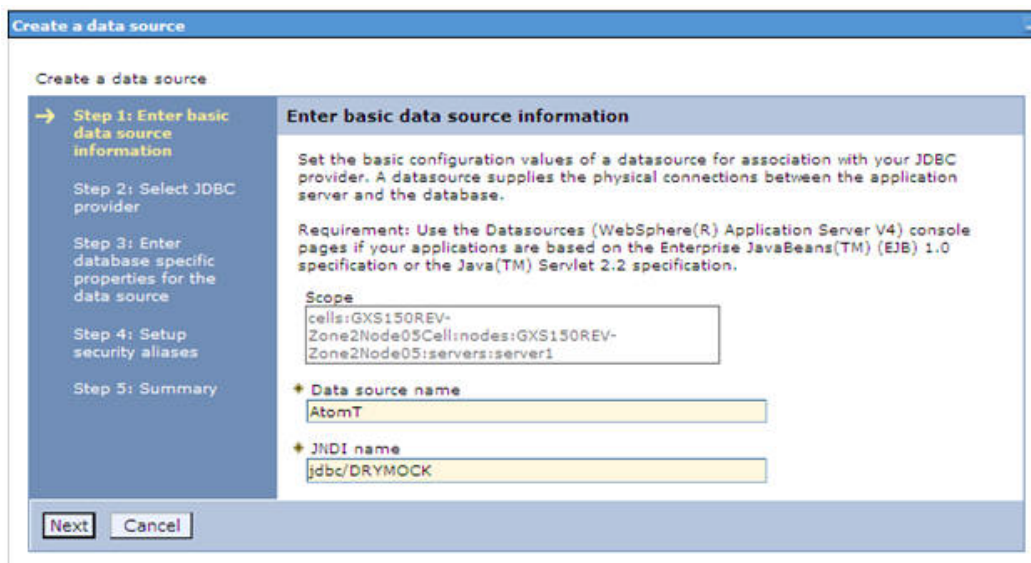 Create a data source
Create a data source
Step 1: Enter basic
data source
information
Step 2: Select JDBC
provider
Step 3: Enter
database specific
properties for the
data source
Step 4: Setup
security aliases
Step 5: Summary
Enter basic data source information
Set the basic configuration values of a datasource for association with your JDBC
provider. A datasource supplies the physical connections between the application
server and the database.
Requirement: Use the Datasources (WebSphere(R) Application Server V4) console
pages if your applications are based on the Enterprise JavaBeans(TM) (EJB) 1.0
specification or the Java(TM) Servlet 2.2 specification.
Scope
cells:GXS150REV-
Zone2Node05Cell:nodes:GXS150REV-
Zone2Node05:servers:server1
Data source name
AtomT
JNDI name
jdbc/DRYMOCK
Next
Cancel